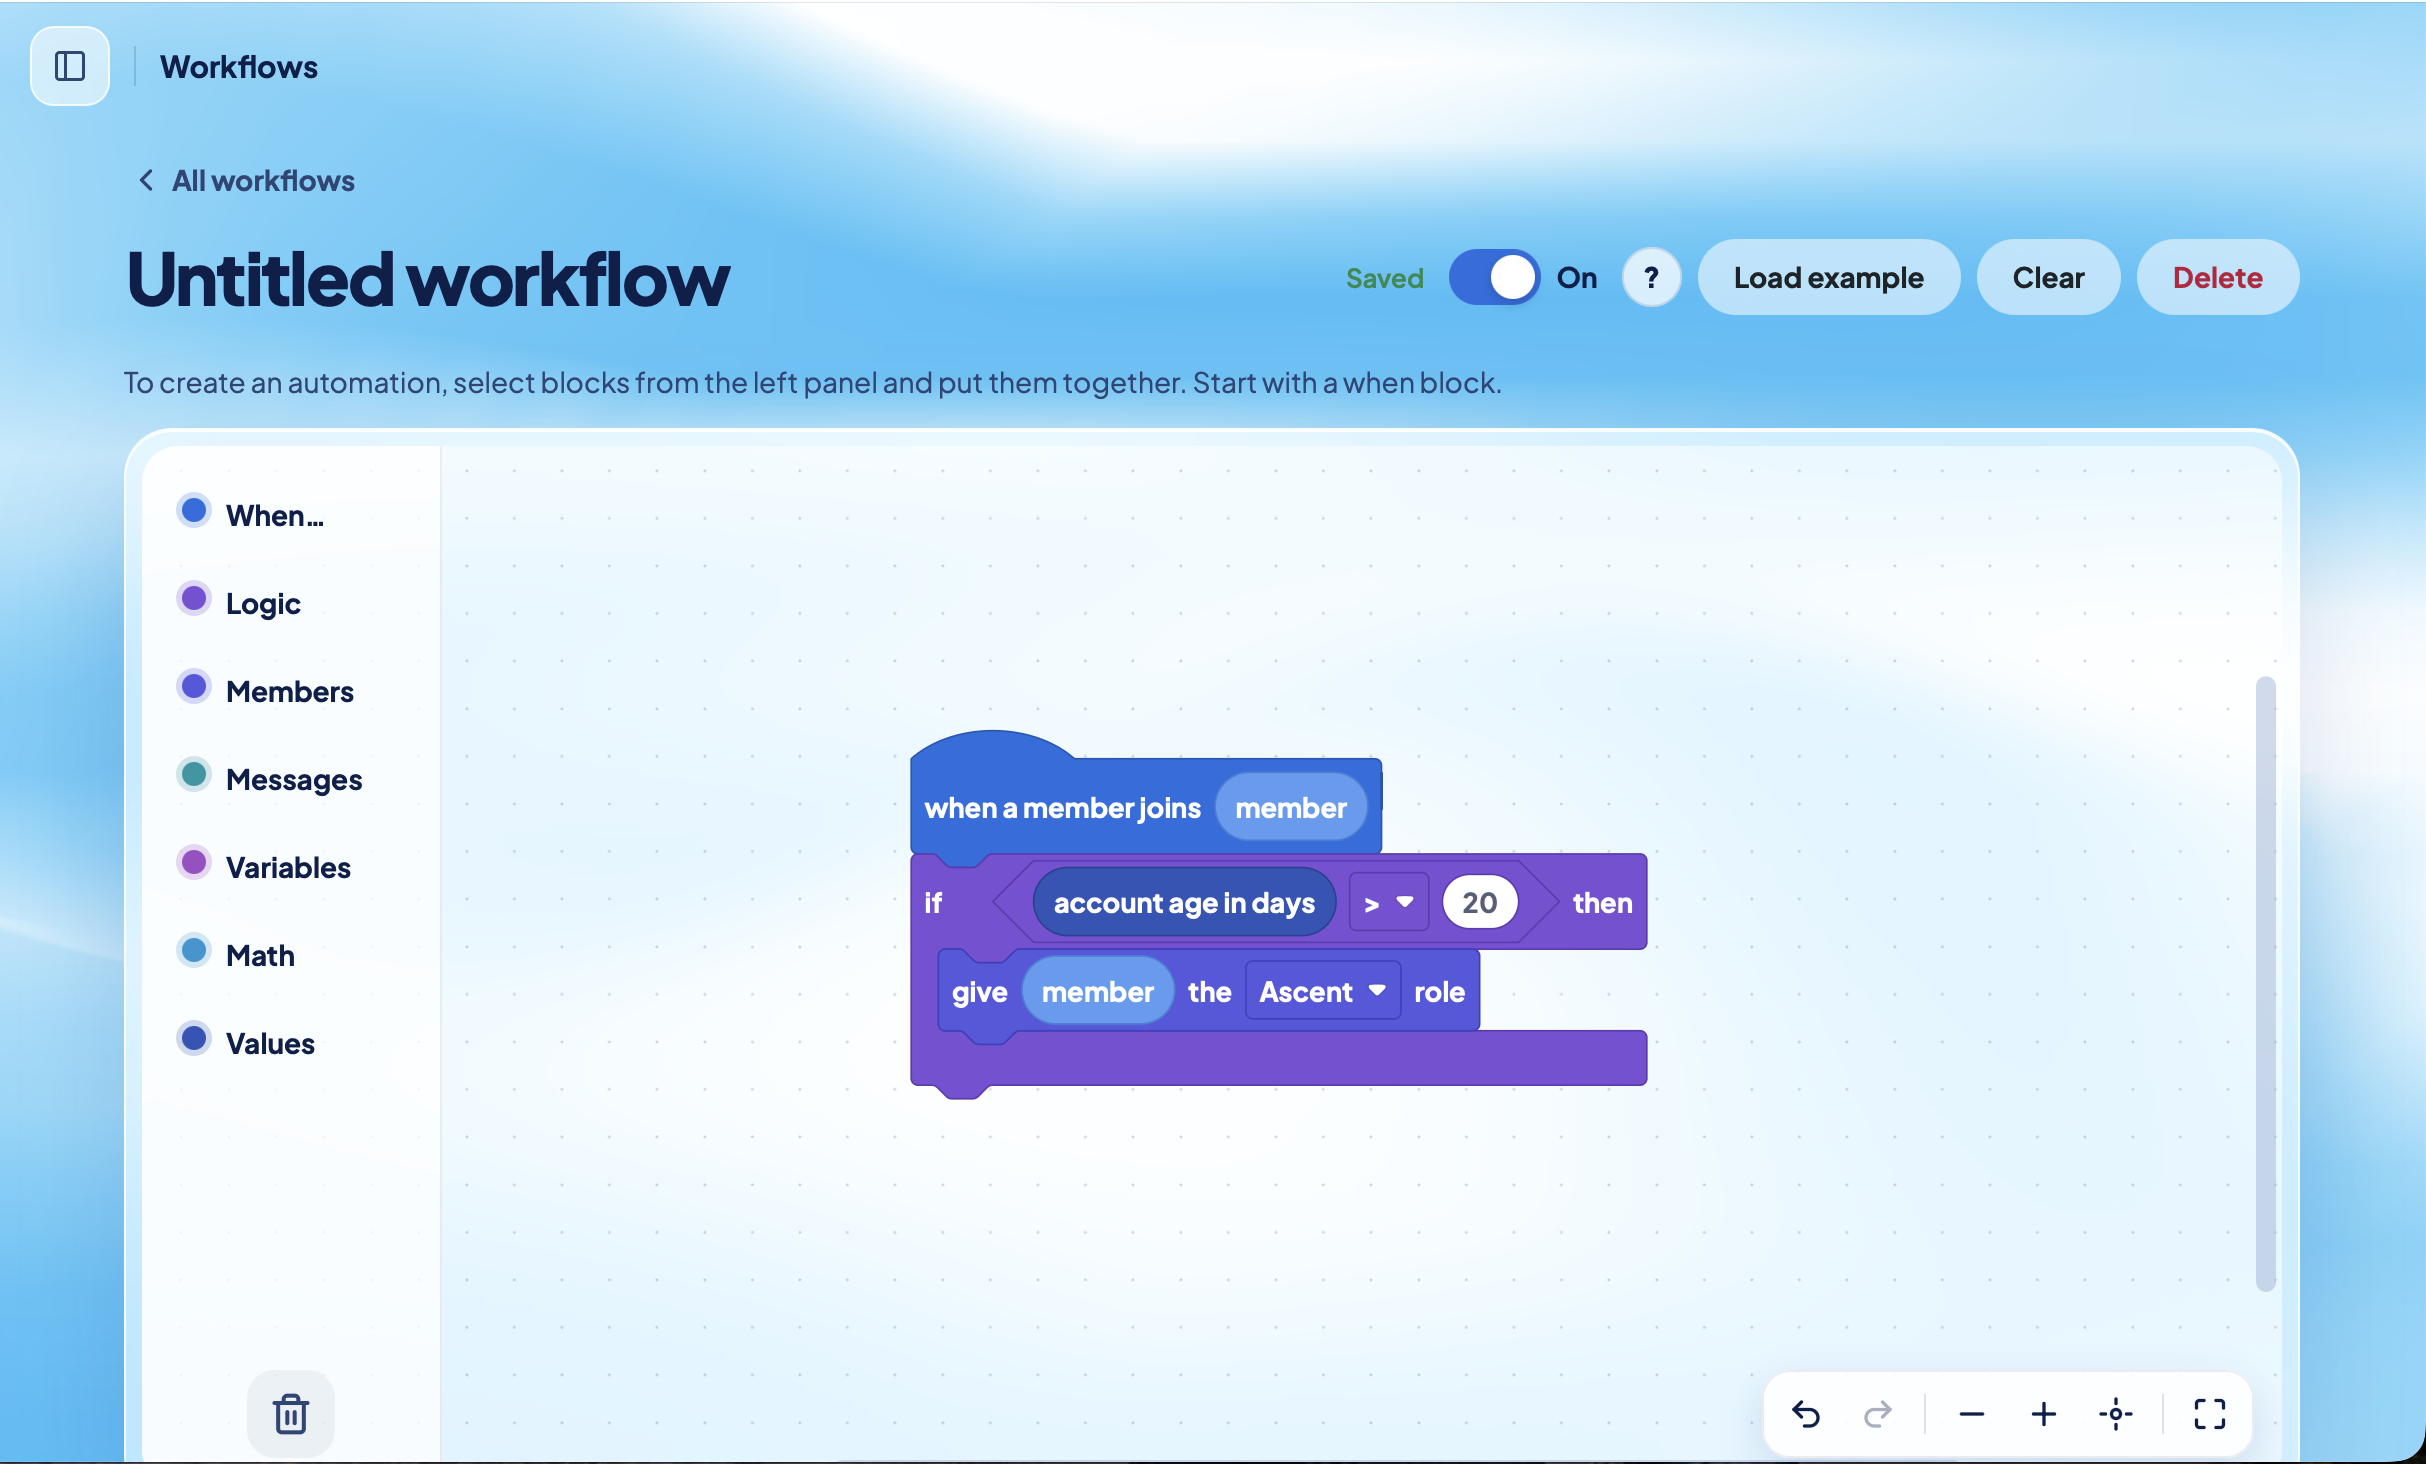 Workflows
All workflows
Untitled workflow
Saved On ? Load example Clear Delete
To create an automation, select blocks from the left panel and put them together. Start with a when block.
When...
Logic
Members
Messages
Variables
Math
Values
when a member joins member
if account age in days > 20 then
give member the Ascent role